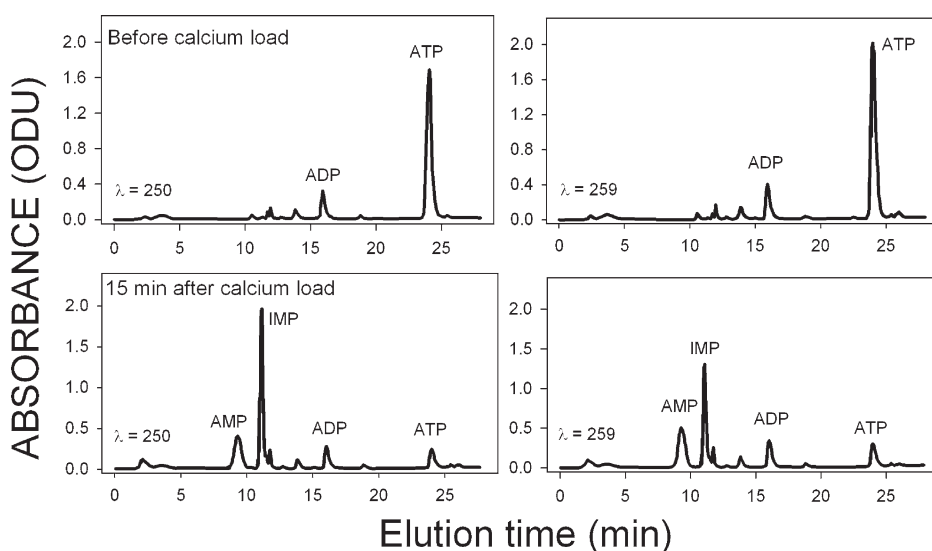 ABSORBANCE (ODU)
Before calcium load
ATP
ADP
λ = 250
2.0
1.6
1.2
0.8
0.4
0.0
0 5 10 15 20 25
ATP
ADP
λ = 259
2.0
1.5
1.0
0.5
0.0
0 5 10 15 20 25
15 min after calcium load
IMP
AMP
ADP
ATP
λ = 250
2.0
1.5
1.0
0.5
0.0
0 5 10 15 20 25
IMP
AMP
ADP
ATP
λ = 259
2.0
1.5
1.0
0.5
0.0
0 5 10 15 20 25
Elution time (min)